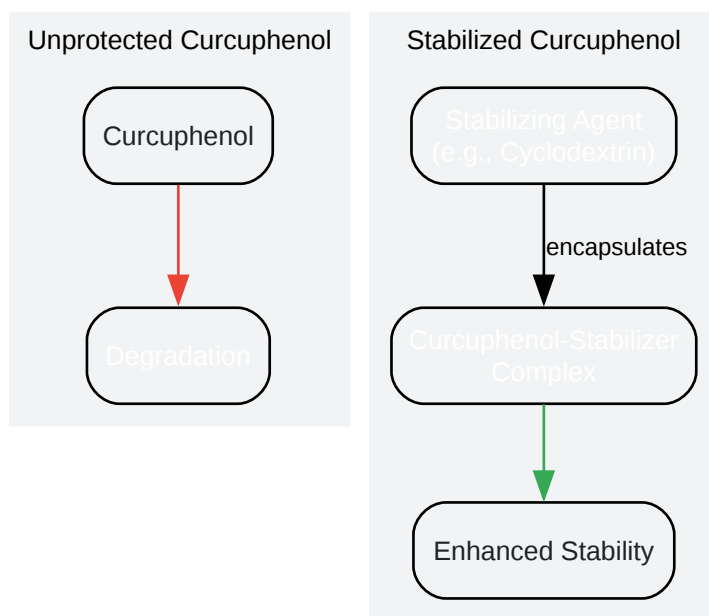 Unprotected Curcuphenol
Curcuphenol
Degradation
Stabilized Curcuphenol
Stabilizing Agent
(e.g., Cyclodextrin)
encapsulates
Curcuphenol-Stabilizer
Complex
Enhanced Stability